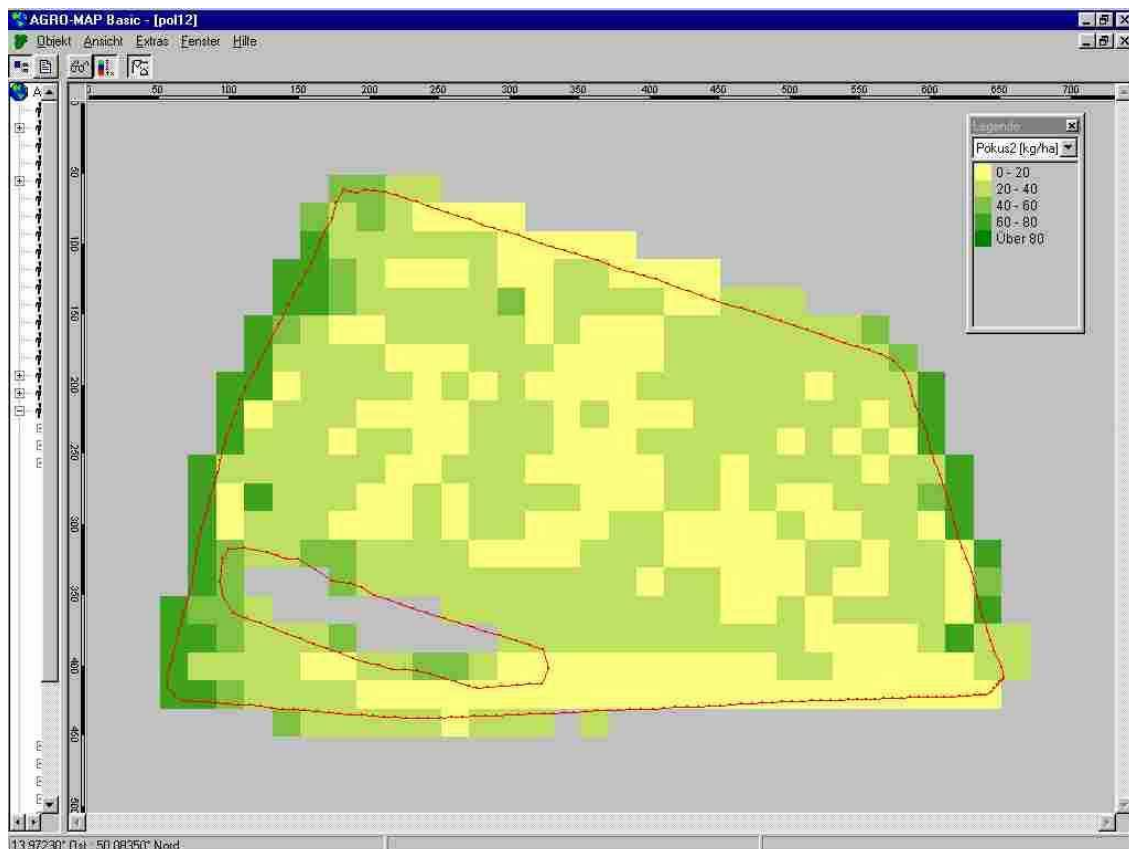 AGRO-MAP Basic - [pol12]
Objekt Ansicht Extras Fenster Hilfe
0 50 100 150 200 250 300 350 400 450 500 550 600 650 700
0
50
100
150
200
250
300
350
400
450
500
Legende
Pokus2 [kg/ha]
0 - 20
20 - 40
40 - 60
60 - 80
Über 80
13.97230° Ost : 50.08350° Nord